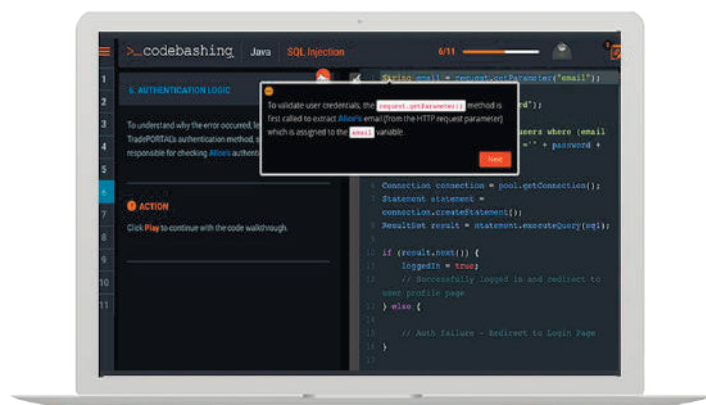 >_codebashing Java SQL Injection 6/11
1
2
3
4
5
6
7
8
9
10
11
6. AUTHENTICATION LOGIC
To understand why the error occurred, le
TradePORTAL's authentication method, s
responsible for checking Alice's authenti
ACTION
Click Play to continue with the code walkthrough.
To validate user credentials, the request.getParameter() method is
first called to extract Alice's email (from the HTTP request parameter)
which is assigned to the email variable.
Next
String email = request.getParameter("email");
rd");
users where (email
='" + password +
Connection connection = pool.getConnection();
Statement statement =
connection.createStatement();
ResultSet result = statement.executeQuery(sql);
if (result.next()) {
loggedIn = true;
// Successfully logged in and redirect to
user profile page
} else {
// Auth failure - Redirect to Login Page
}